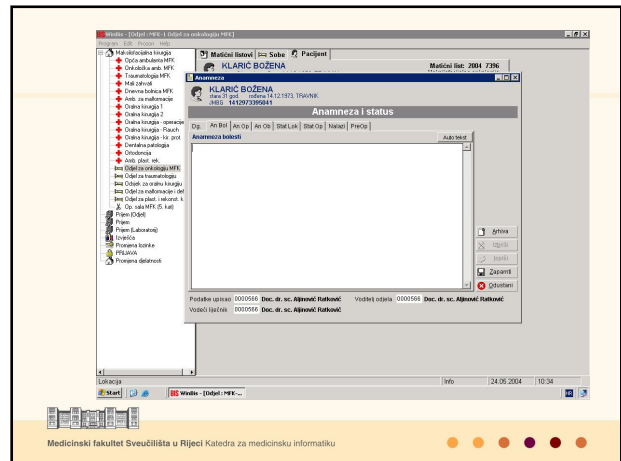 WinBis - [Odjel : MFK-1 Odjel za onkologiju MFK]
Program Edit Prozori Help
Maksilofacijalna kirurgija
Opća ambulanta MFK
Onkološka amb. MFK
Traumatologija MFK
Mali zahvati
Dnevna bolnica MFK
Amb. za malformacije
Oralna kirurgija 1
Oralna kirurgija 2
Oralna kirurgija - operacije
Oralna kirurgija - Rauch
Oralna kirurgija - kir. prot
Dentalna patologija
Ortodoncija
Amb. plast. rek.
Odjel za onkologiju MFK
Odjel za traumatologiju
Odsjek za oralnu kirurgiju
Odjel za malformacije i def
Odjel za plast. i rekonst. k
Op. sala MFK (5. kat)
Prijem (Odjel)
Prijem
Prijem (Laboratorij)
Izvješća
Promjena lozinke
PRIJAVA
Promjena djelatnosti
Matični listovi Sobe Pacijent
KLARIĆ BOŽENA Matični list: 2004 7396
Anamneza
KLARIĆ BOŽENA
stara 31 god. rođena 14.12.1973, TRAVNIK
JMBG 1412973395041
Anamneza i status
Dg. An Bol An Op An Ob Stat Lok Stat Op Nalazi PreOp
Anamneza bolesti Auto tekst
Arhiva
Izbriši
Ispiši
Zapamti
Odustani
Podatke upisao 0000566 Doc. dr. sc. Aljinović Ratković Voditelj odjela 0000566 Doc. dr. sc. Aljinović Ratković
Vodeći liječnik 0000566 Doc. dr. sc. Aljinović Ratković
Lokacija Info 24.06.2004 10:34
Start WinBis - [Odjel : MFK-... HR
Medicinski fakultet Sveučilišta u Rijeci Katedra za medicinsku informatiku